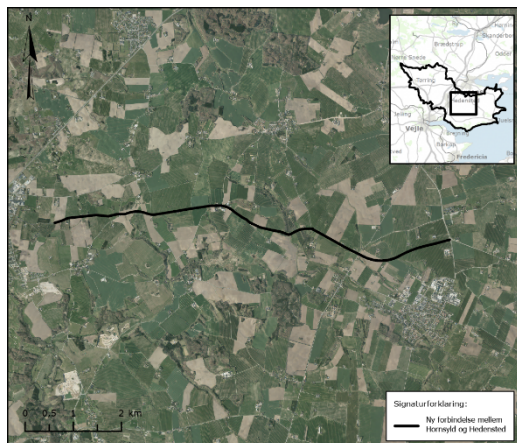 N
Nørre Snede
Brædstrup
Skanderborg
Tørring
Hedensted
Jelling
Vejle
Fredericia
0 0.5 1 2 km
Signaturforklaring:
Ny forbindelse mellem
Hornsyld og Hedensted